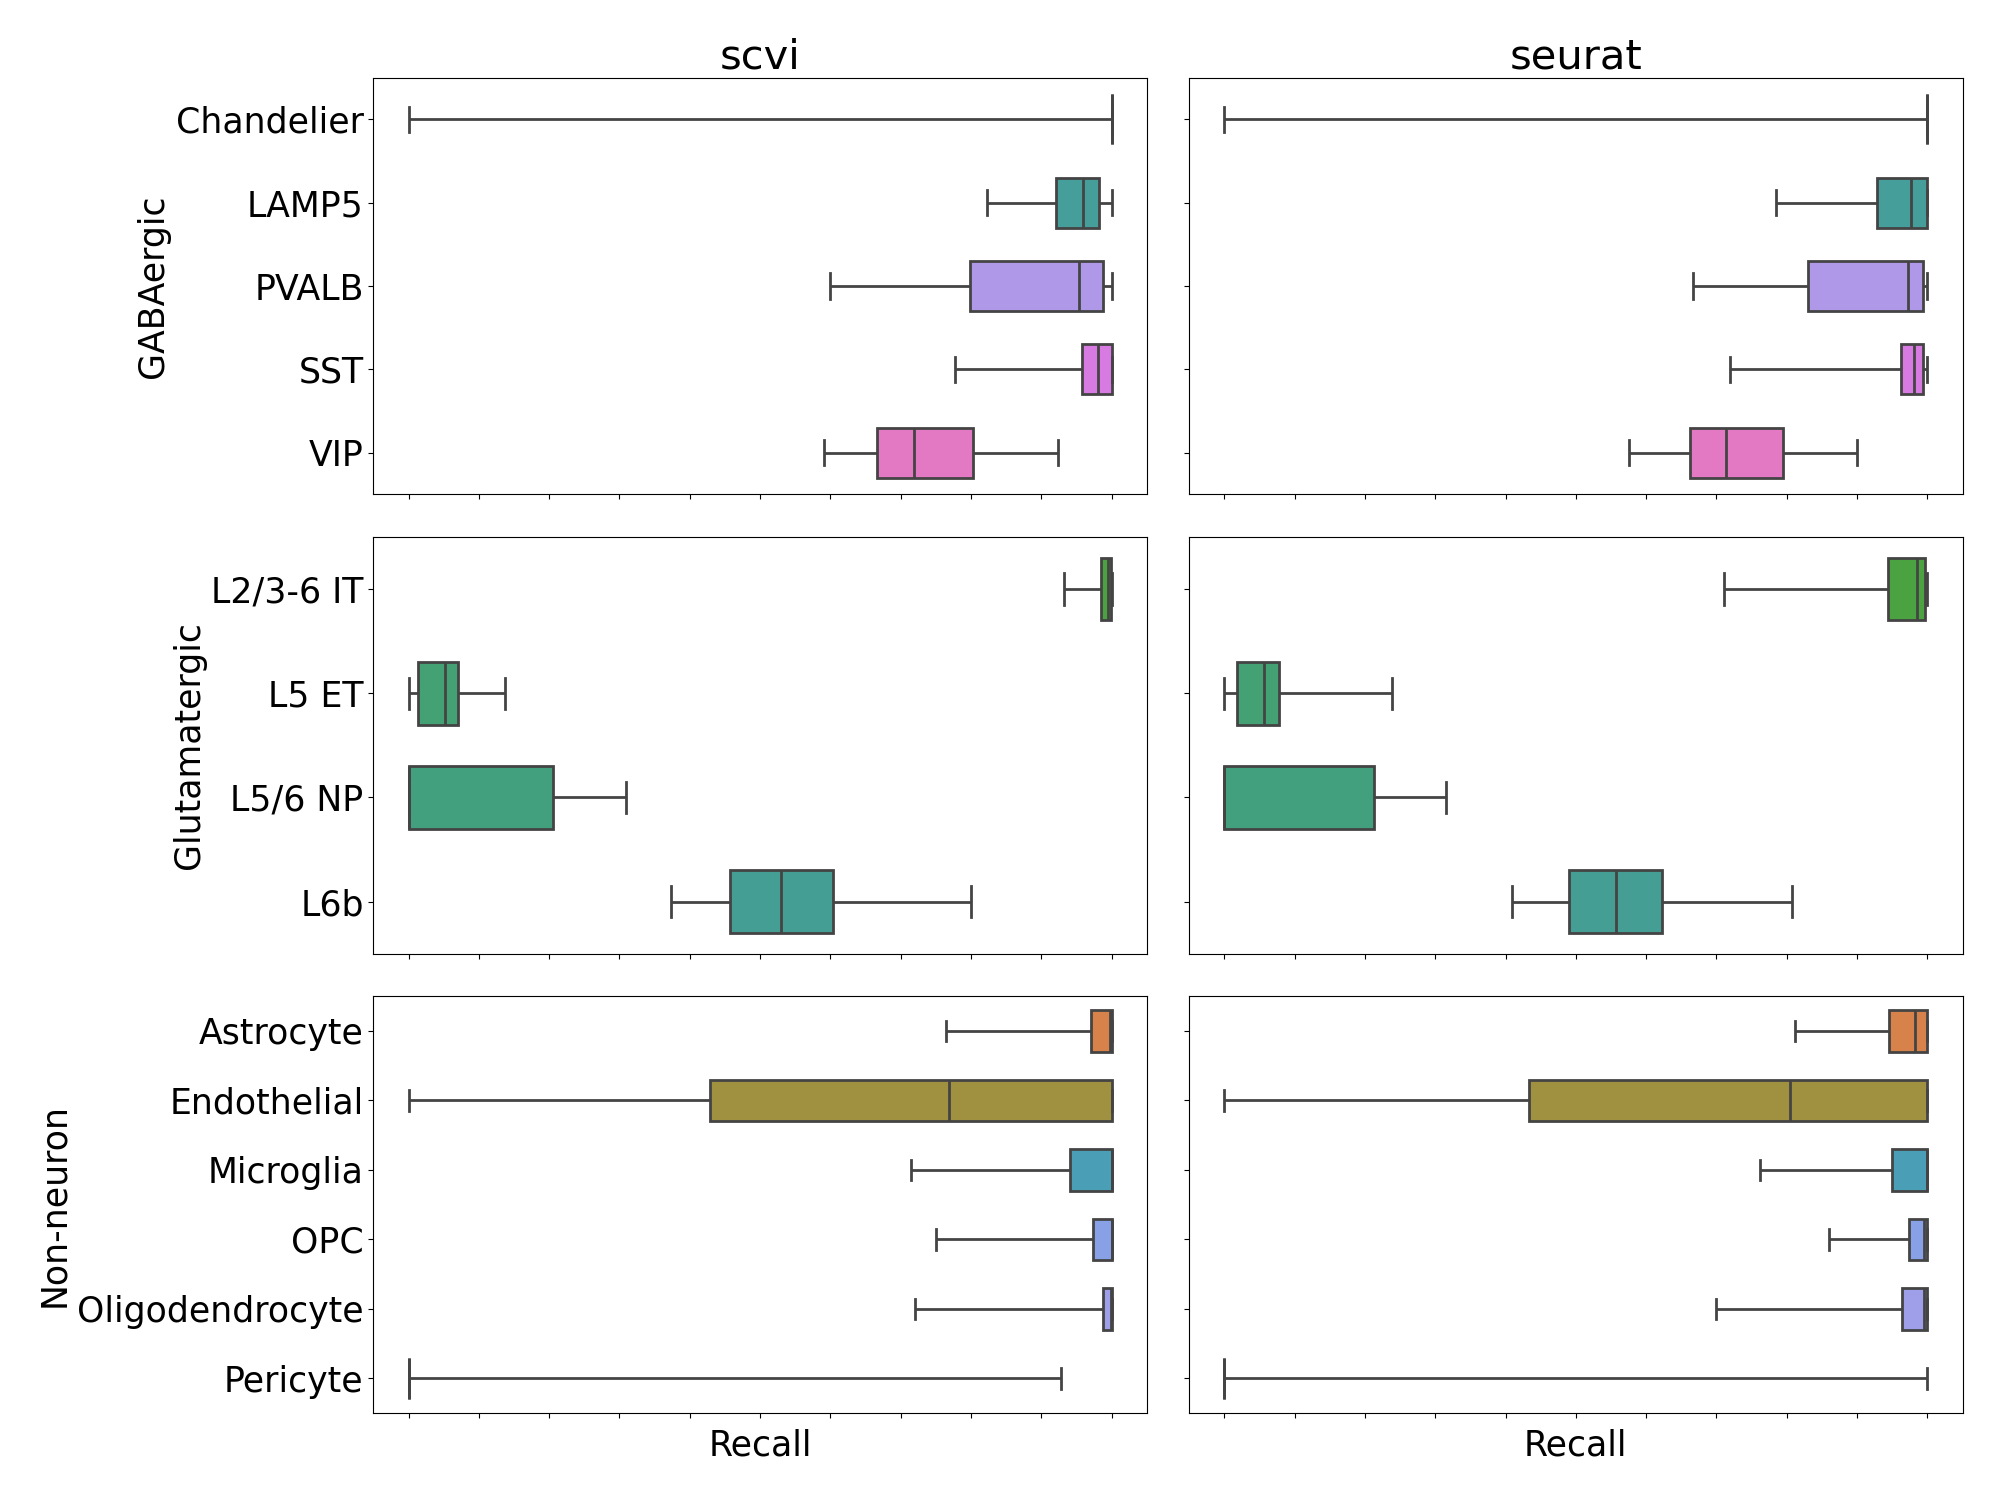 scvi
seurat
GABAergic
Chandelier
LAMP5
PVALB
SST
VIP
Glutamatergic
L2/3-6 IT
L5 ET
L5/6 NP
L6b
Non-neuron
Astrocyte
Endothelial
Microglia
OPC
Oligodendrocyte
Pericyte
Recall
Recall